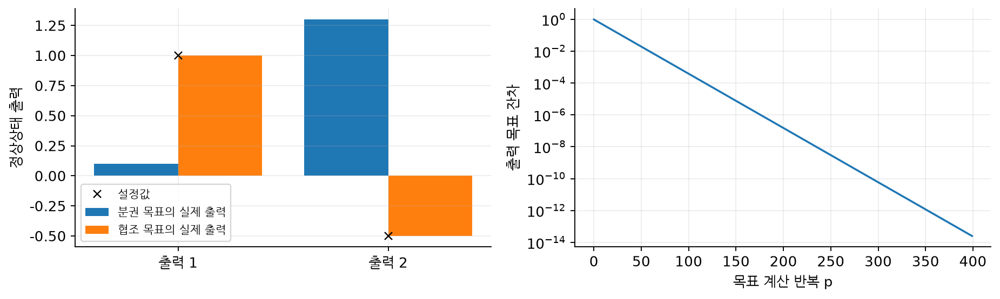 정상상태 출력
1.25
1.00
0.75
0.50
0.25
0.00
-0.25
-0.50
설정값
분권 목표의 실제 출력
협조 목표의 실제 출력
출력 1
출력 2
출력 목표 잔차
10⁰
10⁻²
10⁻⁴
10⁻⁶
10⁻⁸
10⁻¹⁰
10⁻¹²
10⁻¹⁴
0 50 100 150 200 250 300 350 400
목표 계산 반복 p